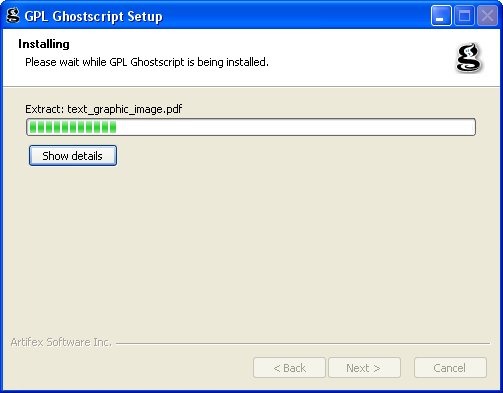 GPL Ghostscript Setup
Installing
Please wait while GPL Ghostscript is being installed.
Extract: text_graphic_image.pdf
Show details
Artifex Software Inc.
< Back
Next >
Cancel